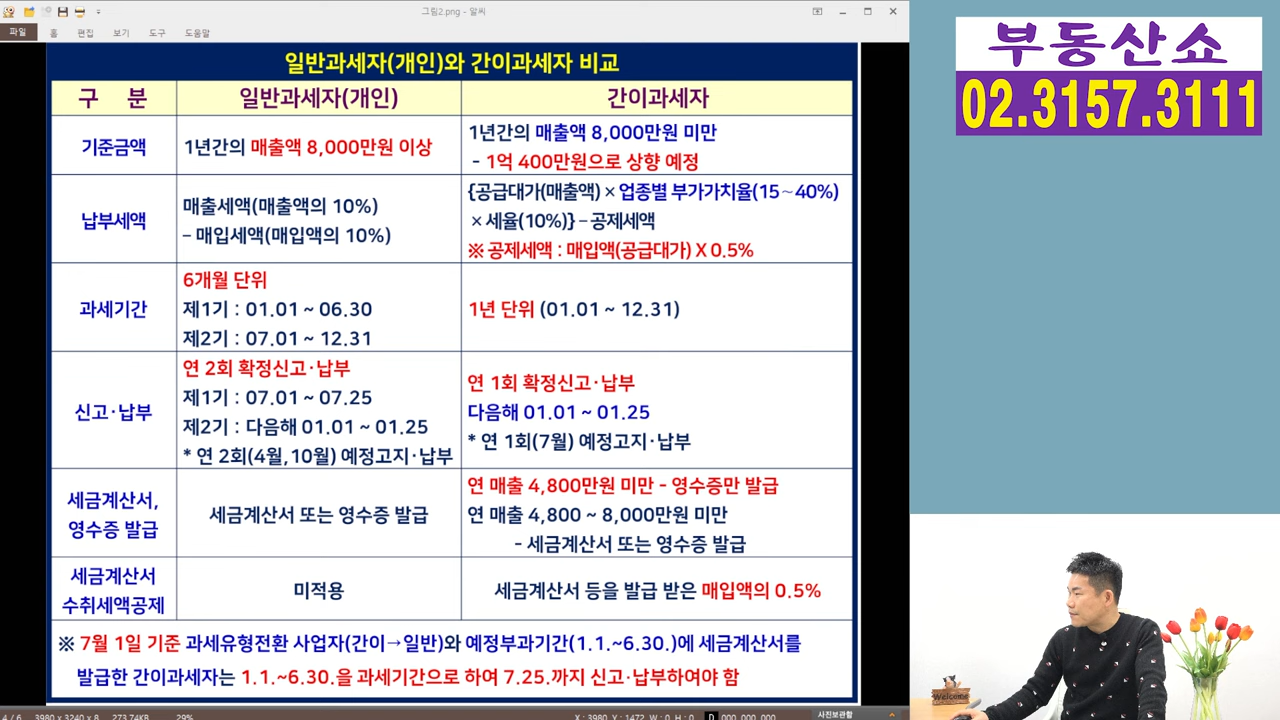 그림2.png - 알씨
파일 홈 편집 보기 도구 도움말
부동산쇼
02.3157.3111
일반과세자(개인)와 간이과세자 비교
구 분 일반과세자(개인) 간이과세자
기준금액
1년간의 매출액 8,000만원 이상
1년간의 매출액 8,000만원 미만
- 1억 400만원으로 상향 예정
납부세액
매출세액(매출액의 10%)
– 매입세액(매입액의 10%)
{공급대가(매출액) × 업종별 부가가치율(15~40%)
× 세율(10%)} – 공제세액
※ 공제세액 : 매입액(공급대가) X 0.5%
과세기간
6개월 단위
제1기 : 01.01 ~ 06.30
제2기 : 07.01 ~ 12.31
1년 단위 (01.01 ~ 12.31)
신고·납부
연 2회 확정신고·납부
제1기 : 07.01 ~ 07.25
제2기 : 다음해 01.01 ~ 01.25
* 연 2회(4월,10월) 예정고지·납부
연 1회 확정신고·납부
다음해 01.01 ~ 01.25
* 연 1회(7월) 예정고지·납부
세금계산서,
영수증 발급
세금계산서 또는 영수증 발급
연 매출 4,800만원 미만 - 영수증만 발급
연 매출 4,800 ~ 8,000만원 미만
- 세금계산서 또는 영수증 발급
세금계산서
수취세액공제
미적용
세금계산서 등을 발급 받은 매입액의 0.5%
※ 7월 1일 기준 과세유형전환 사업자(간이→일반)와 예정부과기간(1.1.~6.30.)에 세금계산서를
발급한 간이과세자는 1.1.~6.30.을 과세기간으로 하여 7.25.까지 신고·납부하여야 함
Welcome
4 / 6 3980 x 3240 x 8 273.74KB 29% X : 3980, Y : 1472, W : 0, H : 0 D 000, 000, 000 사진보관함